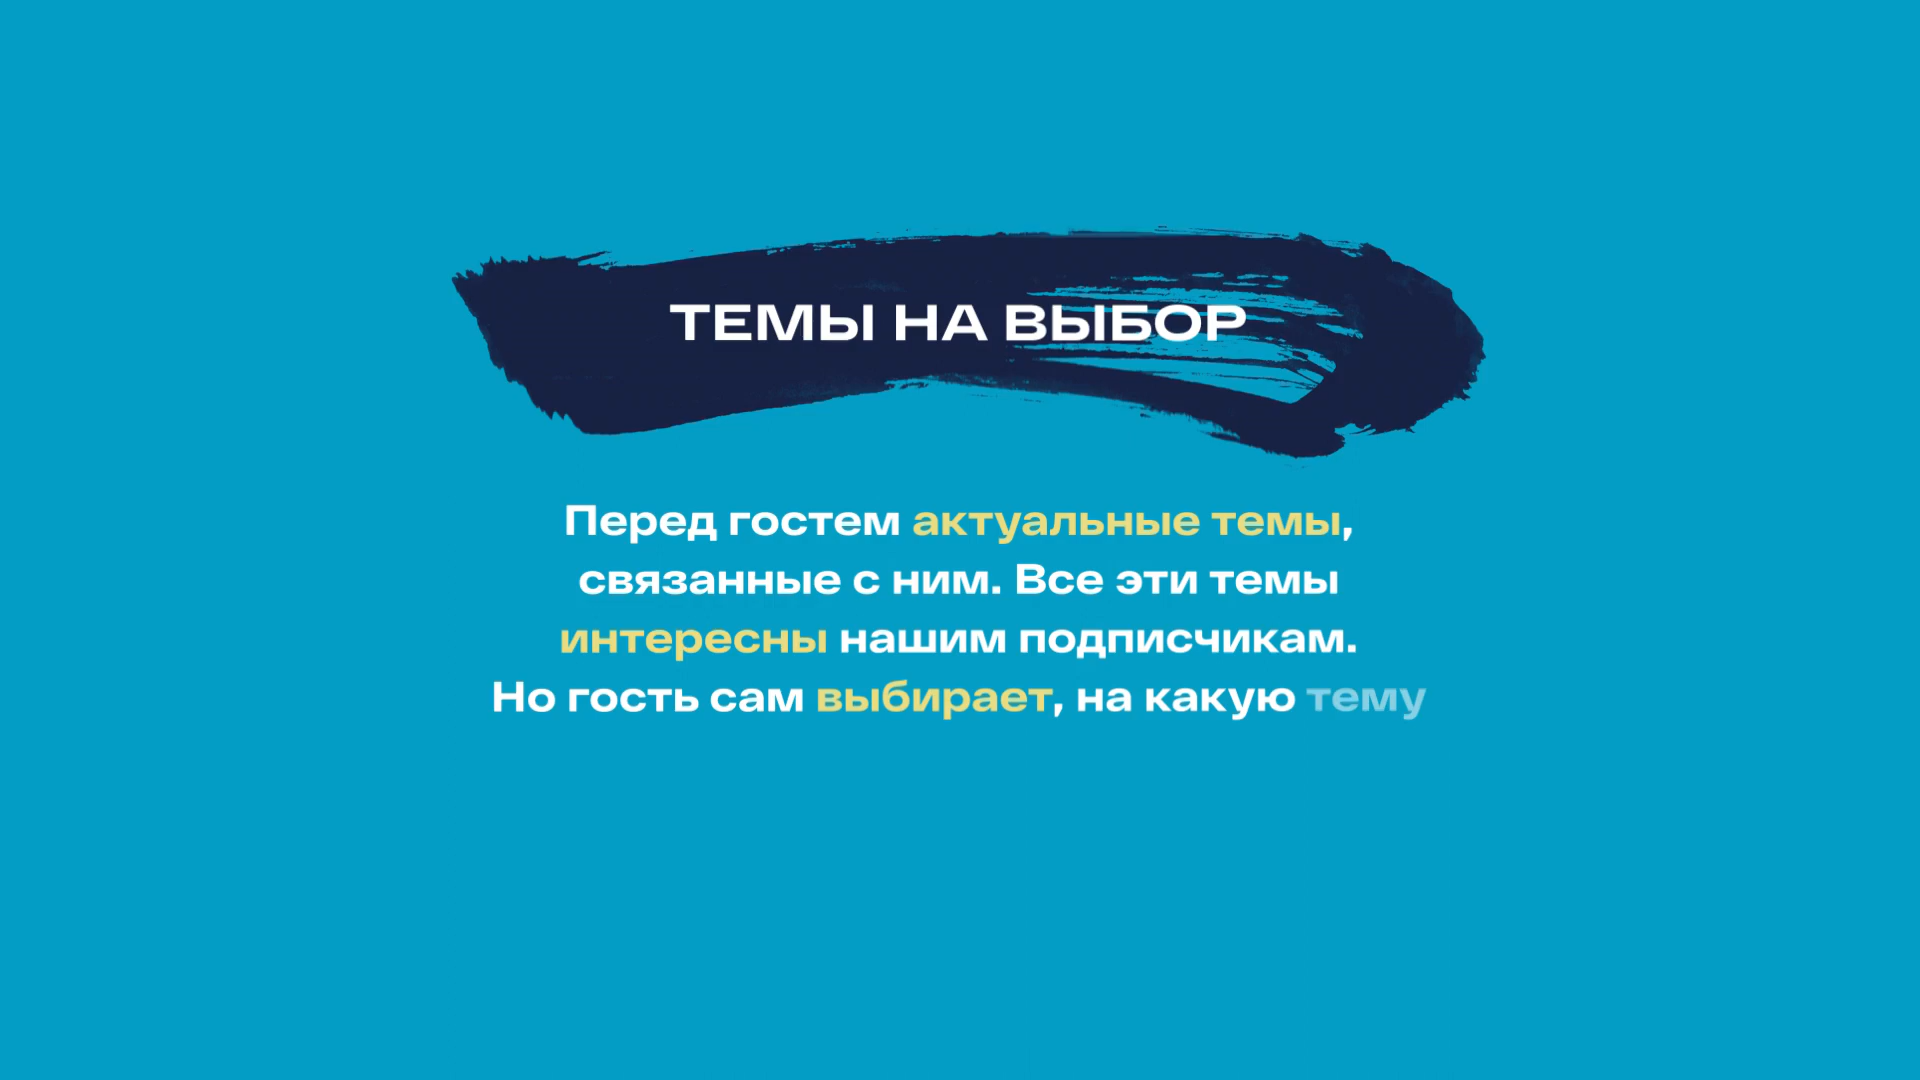 ТЕМЫ НА ВЫБОР
Перед гостем актуальные темы,
связанные с ним. Все эти темы
интересны нашим подписчикам.
Но гость сам выбирает, на какую тему